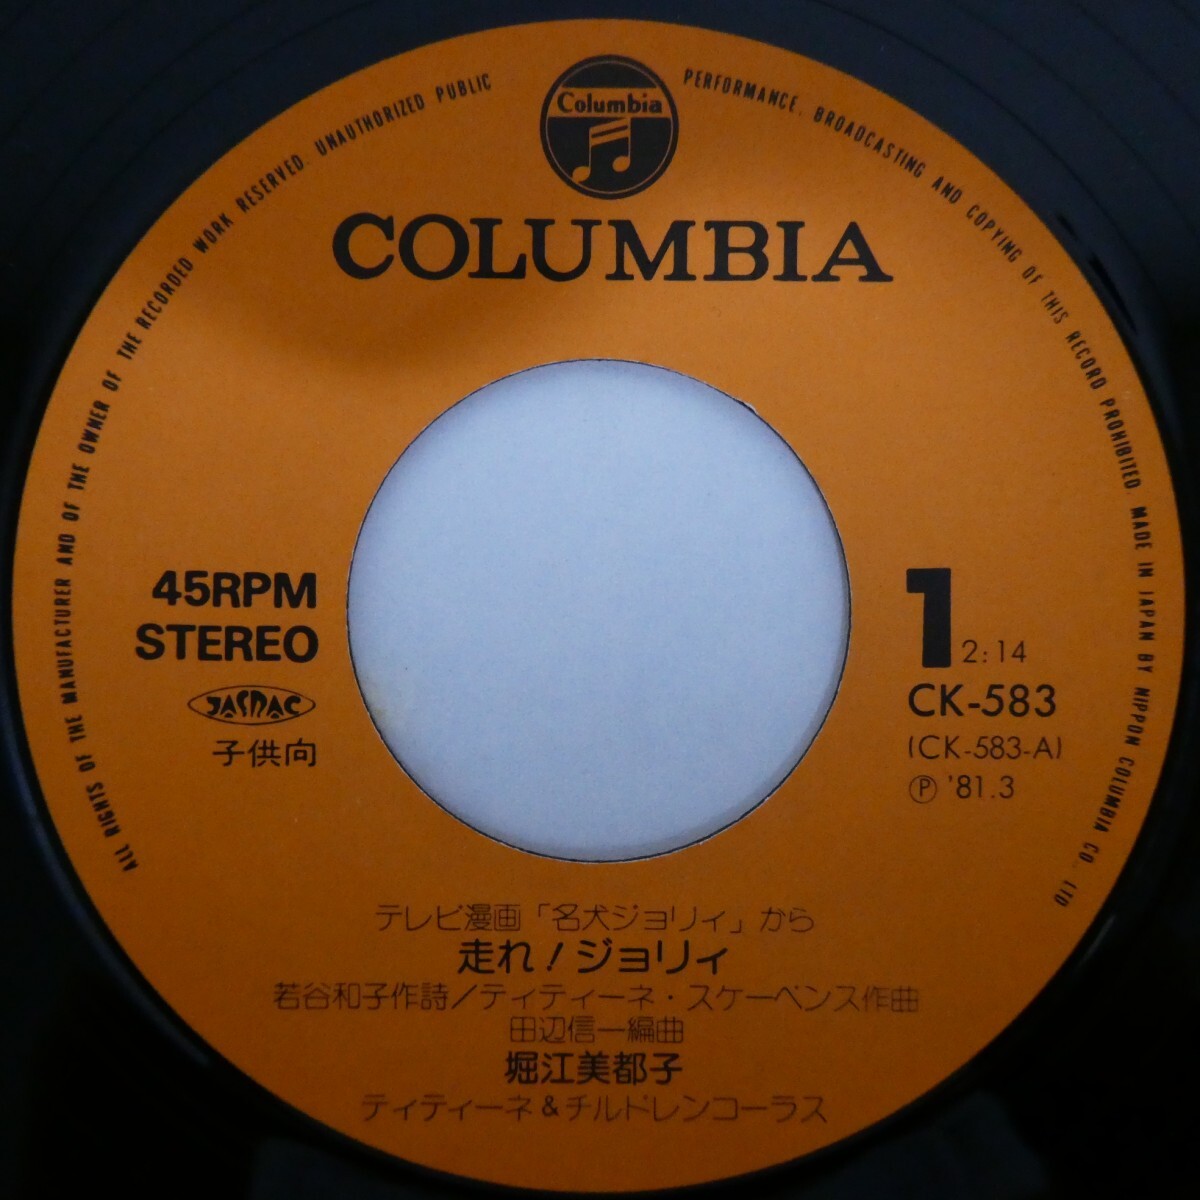 ALL RIGHTS OF THE MANUFACTURER AND OF THE OWNER OF THE RECORDED WORK RESERVED. UNAUTHORIZED PUBLIC PERFORMANCE, BROADCASTING AND COPYING OF THIS RECORD PROHIBITED. MADE IN JAPAN BY NIPPON COLUMBIA CO., LTD
Columbia
COLUMBIA
45RPM
STEREO
JASRAC
子供向
1 2:14
CK-583
(CK-583-A)
Ⓟ '81.3
テレビ漫画「名犬ジョリィ」から
走れ!ジョリィ
若谷和子作詩/ティティーネ・スケーベンス作曲
田辺信一編曲
堀江美都子
ティティーネ&チルドレンコーラス